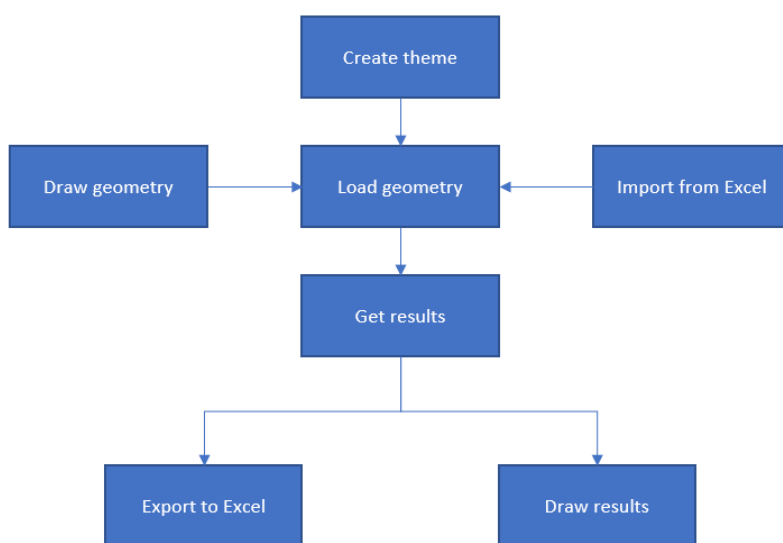 Create theme
Draw geometry
Load geometry
Import from Excel
Get results
Export to Excel
Draw results